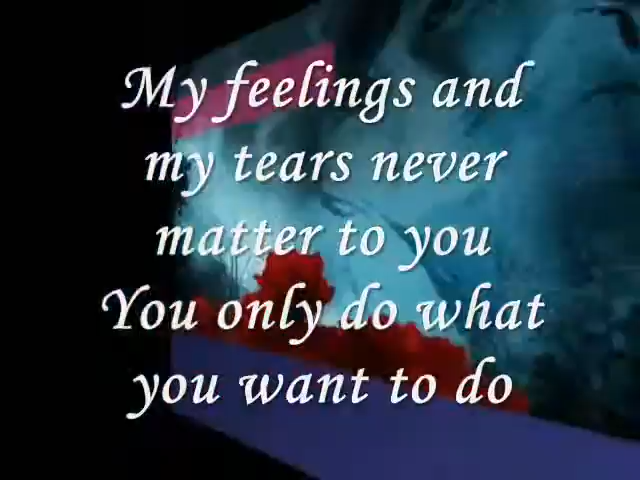 My feelings and
my tears never
matter to you
You only do what
you want to do